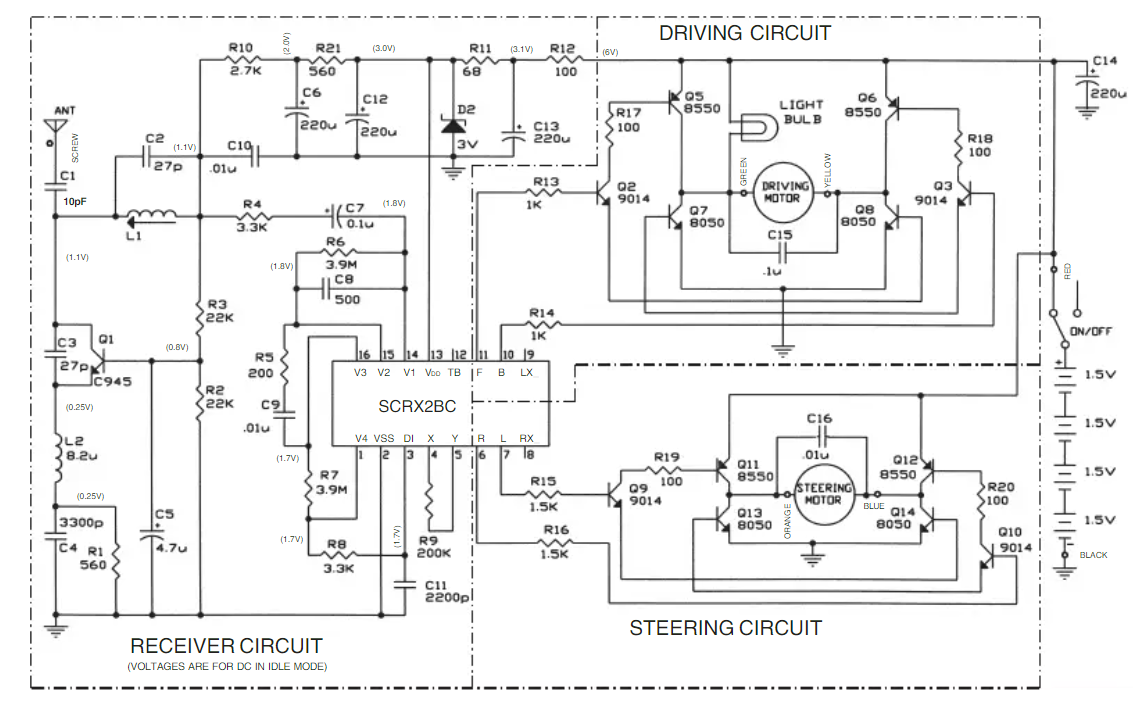 DRIVING CIRCUIT
R10
2.7K
(2.0V)
R21
560
(3.0V)
R11
68
(3.1V)
R12
100
(6V)
C14
220u
ANT
SCREW
C1
10pF
C2
27p
(1.1V)
C10
.01u
C6
220u
C12
220u
D2
3V
C13
220u
R17
100
Q5
8550
LIGHT
BULB
Q6
8550
R18
100
L1
R4
3.3K
C7
0.1u
(1.8V)
R13
1K
Q2
9014
Q7
8050
GREEN
DRIVING
MOTOR
YELLOW
Q8
8050
Q3
9014
C15
.1u
(1.1V)
R6
3.9M
(1.8V)
C8
500
R3
22K
R14
1K
RED
ON/OFF
C3
27p
Q1
C945
(0.8V)
R5
200
16 15 14 13 12 11 10 9
V3 V2 V1 VDD TB F B LX
SCRX2BC
V4 VSS DI X Y R L RX
1 2 3 4 5 6 7 8
+
1.5V
1.5V
1.5V
1.5V
-
BLACK
R2
22K
(0.25V)
C9
.01u
(1.7V)
L2
8.2u
(0.25V)
R7
3.9M
(1.7V)
R8
3.3K
(1.7V)
R9
200K
C11
2200p
3300p
C4
R1
560
C5
4.7u
R15
1.5K
R16
1.5K
Q9
9014
R19
100
Q11
8550
C16
.01u
Q12
8550
R20
100
Q13
8050
ORANGE
STEERING
MOTOR
BLUE
Q14
8050
Q10
9014
RECEIVER CIRCUIT
(VOLTAGES ARE FOR DC IN IDLE MODE)
STEERING CIRCUIT